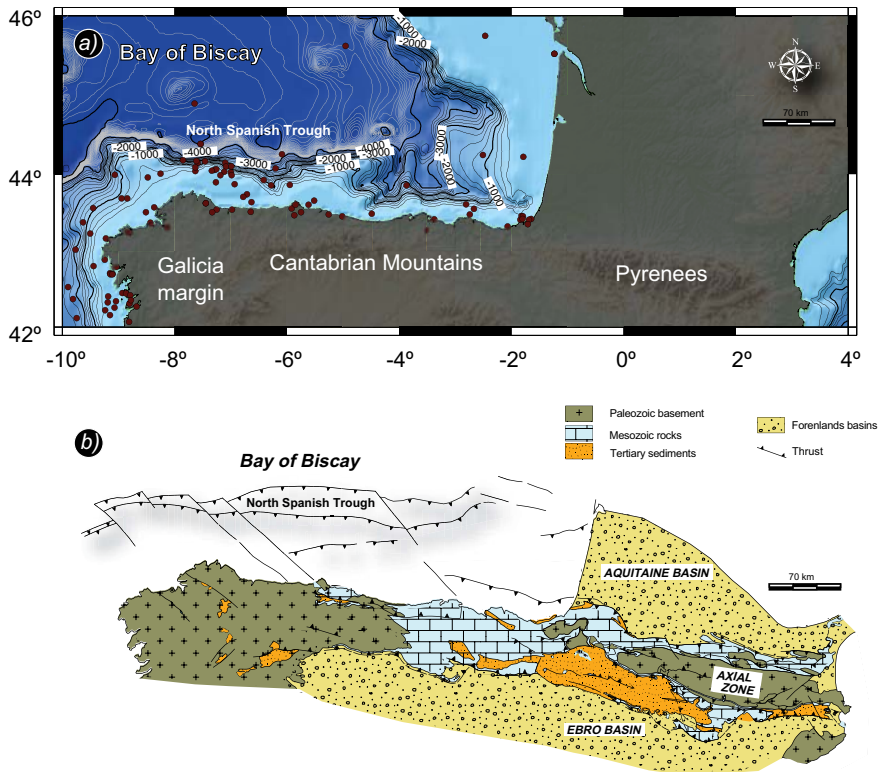 46º
44º
42º
a)
Bay of Biscay
North Spanish Trough
-1000
-2000
-2000
-1000
-4000
-3000
-2000
-1000
-4000
-3000
-3000
-2000
-1000
N
W
E
S
70 km
Galicia
margin
Cantabrian Mountains
Pyrenees
-10º
-8º
-6º
-4º
-2º
0º
2º
4º
b)
Paleozoic basement
Mesozoic rocks
Tertiary sediments
Forenlands basins
Thrust
Bay of Biscay
North Spanish Trough
AQUITAINE BASIN
70 km
AXIAL
ZONE
EBRO BASIN